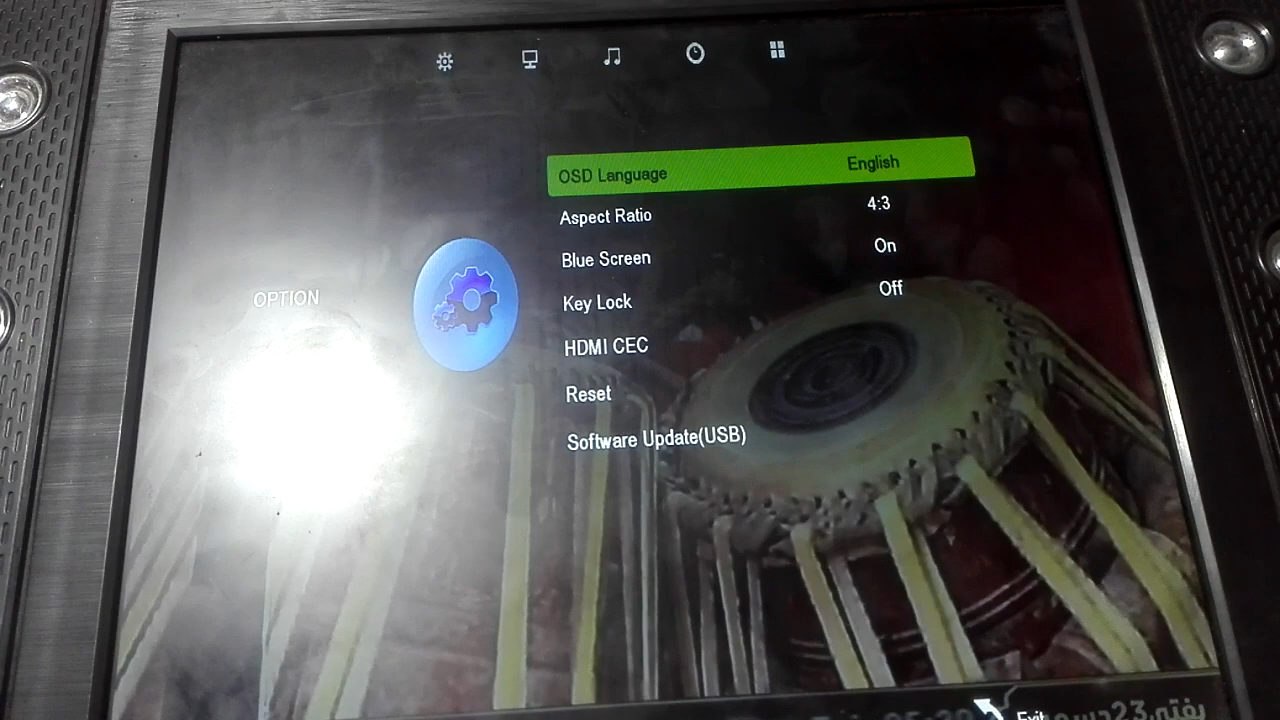 OSD Language English
Aspect Ratio 4:3
Blue Screen On
OPTION
Key Lock Off
HDMI CEC
Reset
Software Update(USB)
Exit